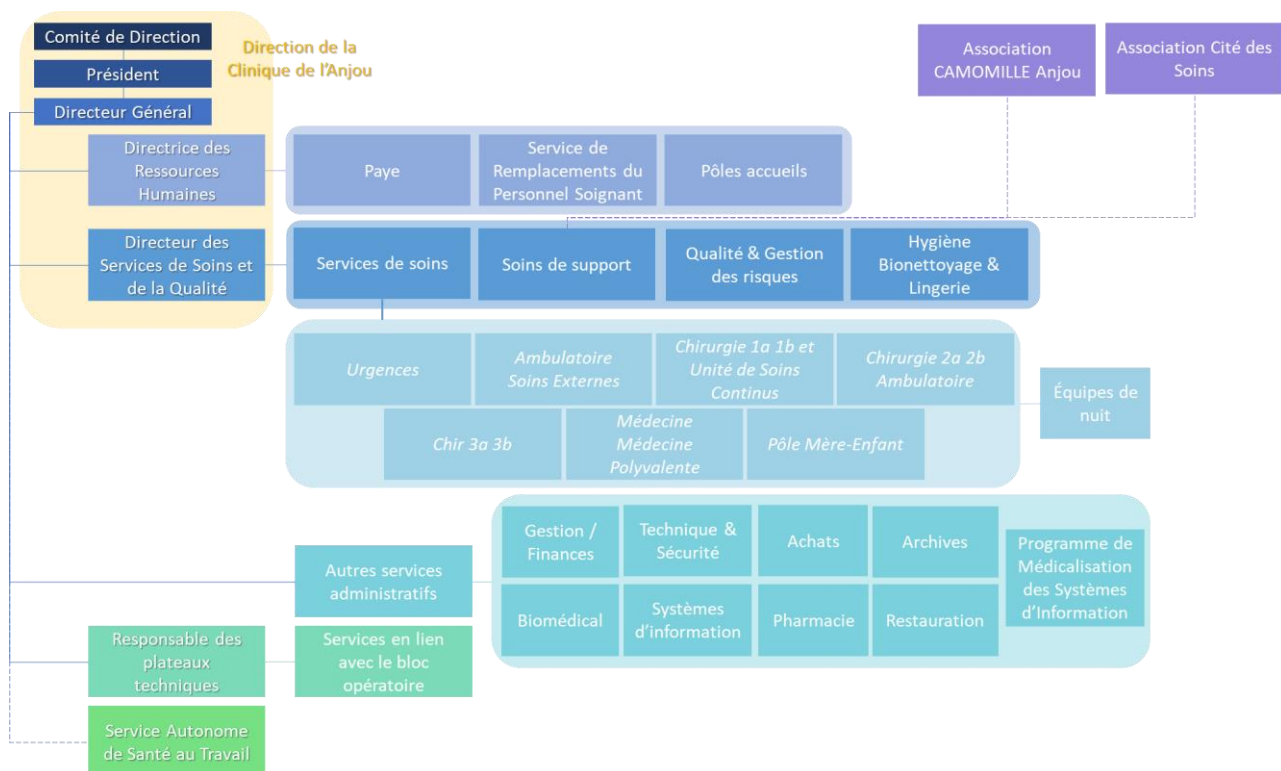 Comité de Direction
Président
Directeur Général
Direction de la
Clinique de l'Anjou
Association
CAMOMILLE Anjou
Association Cité des
Soins
Directrice des
Ressources
Humaines
Paye
Service de
Remplacements du
Personnel Soignant
Pôles accueils
Directeur des
Services de Soins et
de la Qualité
Services de soins
Soins de support
Qualité & Gestion
des risques
Hygiène
Bionettoyage &
Lingerie
Urgences
Ambulatoire
Soins Externes
Chirurgie 1a 1b et
Unité de Soins
Continus
Chirurgie 2a 2b
Ambulatoire
Équipes de
nuit
Chir 3a 3b
Médecine
Médecine
Polyvalente
Pôle Mère-Enfant
Autres services
administratifs
Gestion /
Finances
Technique &
Sécurité
Achats
Archives
Programme de
Médicalisation
des Systèmes
d'Information
Biomédical
Systèmes
d'information
Pharmacie
Restauration
Responsable des
plateaux
techniques
Services en lien
avec le bloc
opératoire
Service Autonome
de Santé au Travail